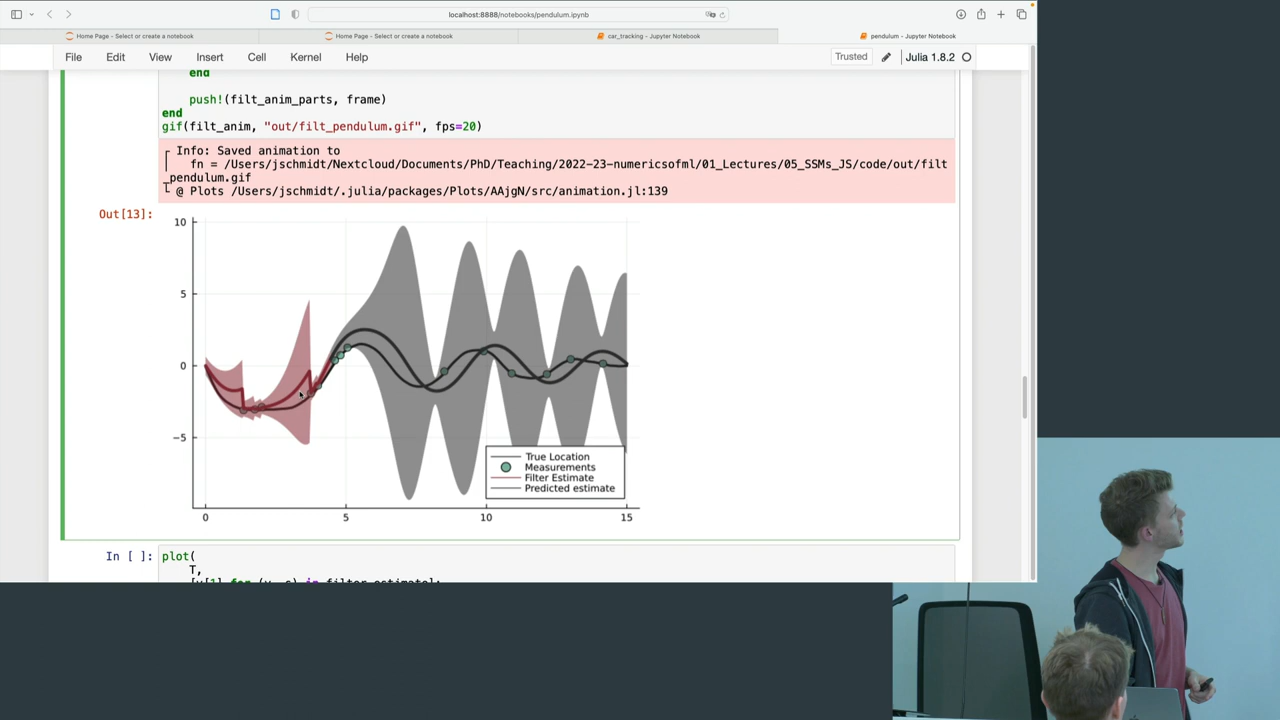 localhost:8888/notebooks/pendulum.ipynb
Home Page - Select or create a notebook
Home Page - Select or create a notebook
car_tracking - Jupyter Notebook
pendulum - Jupyter Notebook
File Edit View Insert Cell Kernel Help
Trusted
Julia 1.8.2
end
push!(filt_anim_parts, frame)
end
gif(filt_anim, "out/filt_pendulum.gif", fps=20)
Info: Saved animation to
fn = /Users/jschmidt/Nextcloud/Documents/PhD/Teaching/2022-23-numericsofml/01_Lectures/05_SSMs_JS/code/out/filt
_pendulum.gif
@ Plots /Users/jschmidt/.julia/packages/Plots/AAjgN/src/animation.jl:139
Out[13]:
10
5
0
−5
0 5 10 15
True Location
Measurements
Filter Estimate
Predicted estimate
In [ ]:
plot(
T,